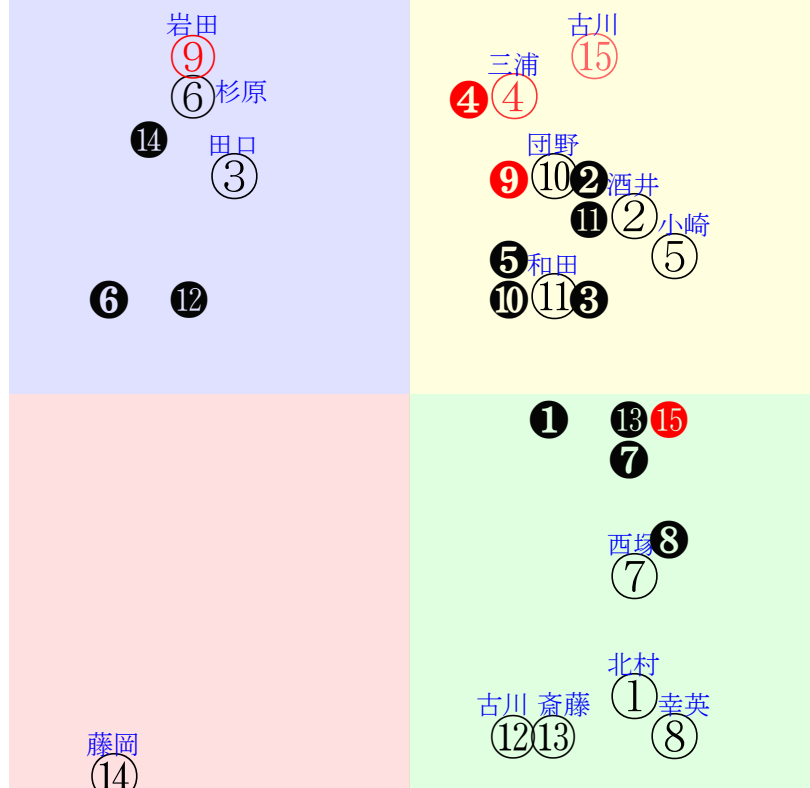 岩田
⑨
⑥杉原
⓮
田口
③
❻ ⓬
古川
⑮
三浦
❹④
団野
❾⑩❷酒井
⓫②小崎
⑤
❺和田
❿⑪❸
❶ ⓭⓯
❼
西塚❽
⑦
北村
①幸英
古川 斎藤
⑫⑬ ⑧
藤岡
⑭